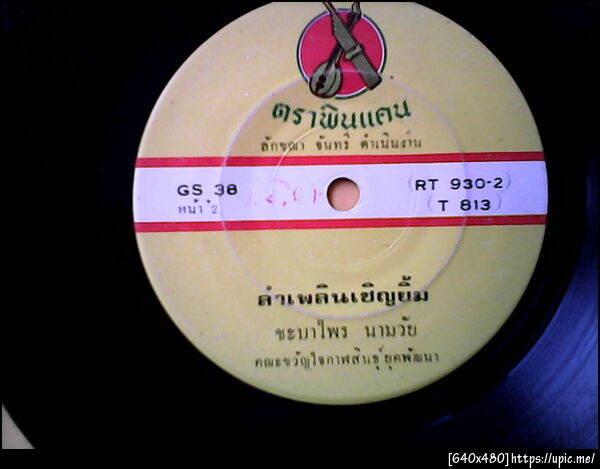 ตราพินแคน
ลักขณา จันทร์ ดำเนินงาน
GS 38
หน้า 2
(RT 930-2)
(T 813)
ลำเพลินเชิญยิ้ม
ชะบาไพร นามวัย
คณะขวัญใจกาฬสินธุ์ยุคพัฒนา
[640x480]https://upic.me/